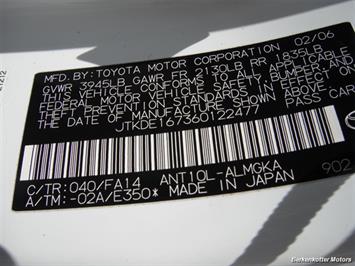 MFD.BY:TOYOTA MOTOR CORPORATION 02/06
GVWR 3945LB GAWR FR 2130LB RR 1835LB
THIS VEHICLE CONFORMS TO ALL APPLICABLE
FEDERAL MOTOR VEHICLE SAFETY, BUMPER, AND
THEFT PREVENTION STANDARDS IN EFFECT ON
THE DATE OF MANUFACTURE SHOWN ABOVE.
JTKDE167360122477
C/TR: 040/FA14 ANT10L-ALMGKA
A/TM: -02A/E350* MADE IN JAPAN 902
21212
Berkenkotter Motors